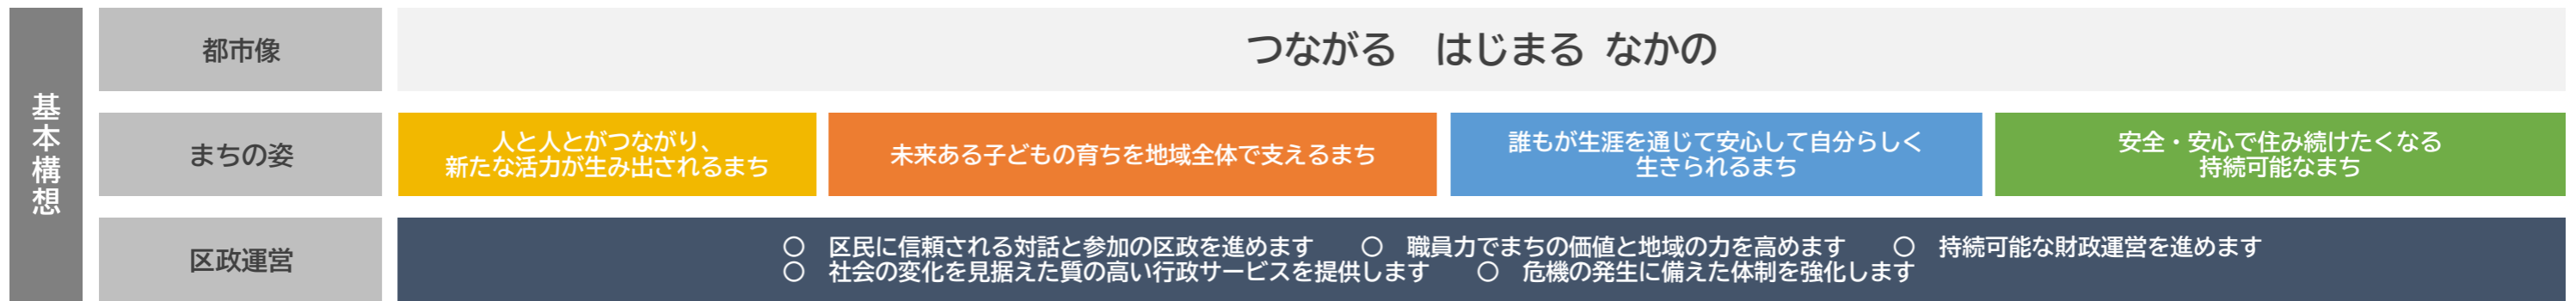 基本構想
都市像
つながる　はじまる なかの
まちの姿
人と人とがつながり、
新たな活力が生み出されるまち
未来ある子どもの育ちを地域全体で支えるまち
誰もが生涯を通じて安心して自分らしく
生きられるまち
安全・安心で住み続けたくなる
持続可能なまち
区政運営
○　区民に信頼される対話と参加の区政を進めます　　○　職員力でまちの価値と地域の力を高めます　　○　持続可能な財政運営を進めます
○　社会の変化を見据えた質の高い行政サービスを提供します　　○　危機の発生に備えた体制を強化します